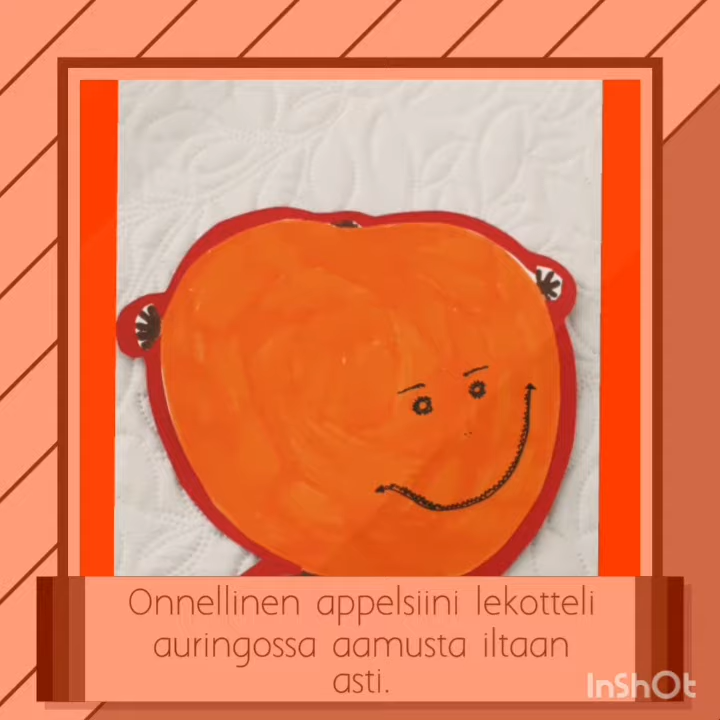 Onnellinen appelsiini lekotteli
auringossa aamusta iltaan
asti.
InShOt